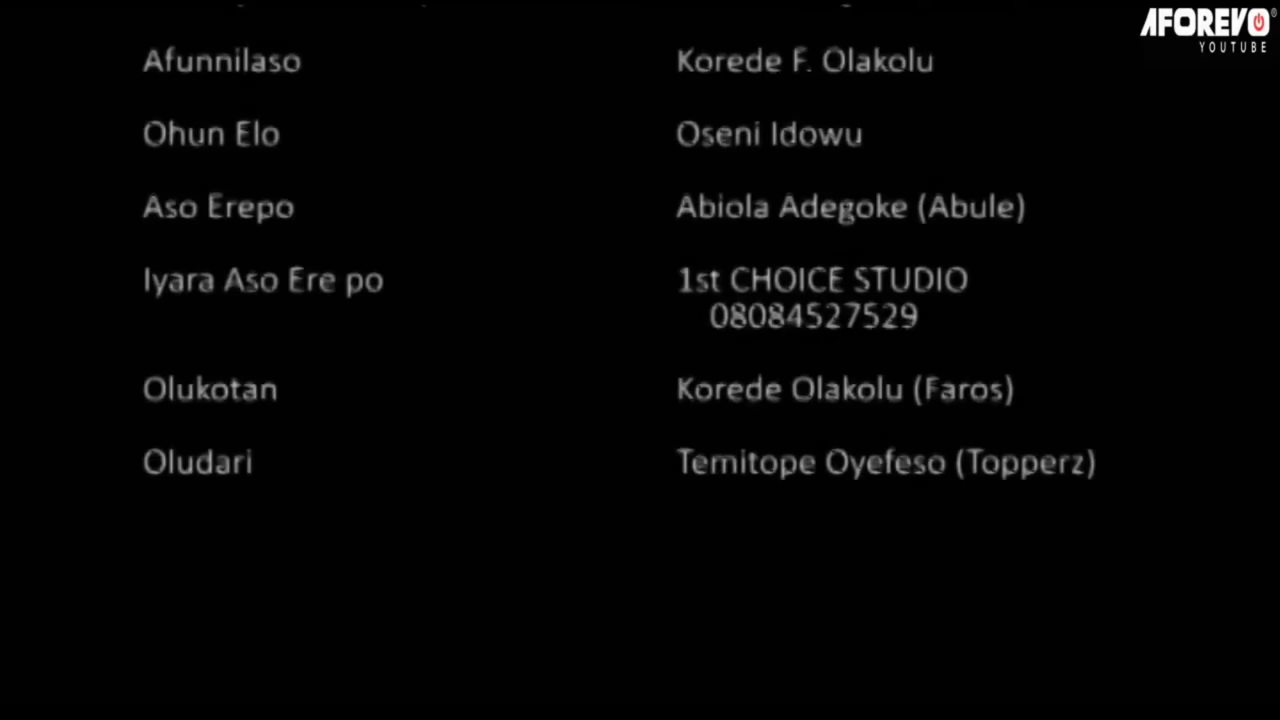 AFOREVO
YOUTUBE
Afunnilaso Korede F. Olakolu
Ohun Elo Oseni Idowu
Aso Erepo Abiola Adegoke (Abule)
Iyara Aso Ere po 1st CHOICE STUDIO
08084527529
Olukotan Korede Olakolu (Faros)
Oludari Temitope Oyefeso (Topperz)